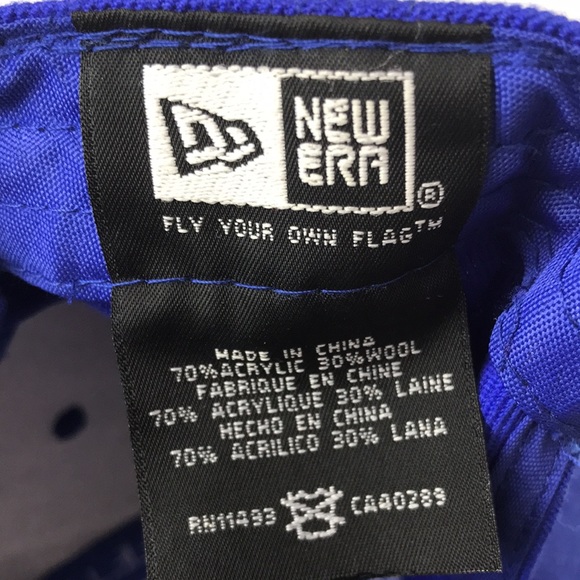 NEW
ERA
®
FLY YOUR OWN FLAG™
MADE IN CHINA
70% ACRYLIC 30% WOOL
FABRIQUE EN CHINE
70% ACRYLIQUE 30% LAINE
HECHO EN CHINA
70% ACRILICO 30% LANA
RN11493 CA40289